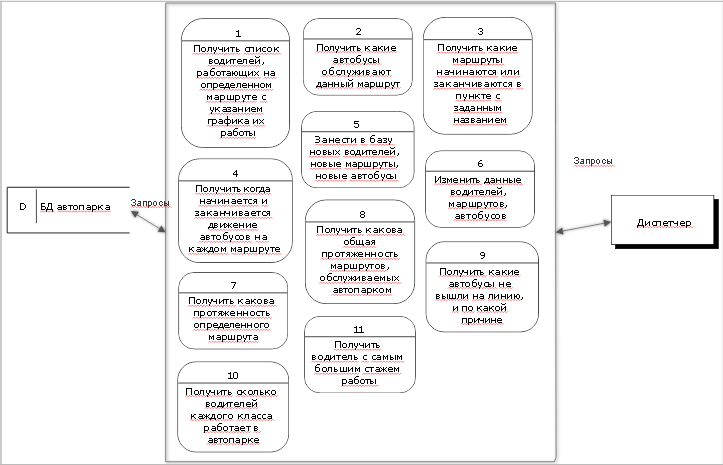 1
Получить список
водителей,
работающих на
определенном
маршруте с
указанием
графика их
работы
2
Получить какие
автобусы
обслуживают
данный маршрут
3
Получить какие
маршруты
начинаются или
заканчиваются в
пункте с
заданным
названием
4
Получить когда
начинается и
заканчивается
движение
автобусов на
каждом маршруте
5
Занести в базу
новых водителей,
новые маршруты,
новые автобусы
6
Изменить данные
водителей,
маршрутов,
автобусов
7
Получить какова
протяженность
определенного
маршрута
8
Получить какова
общая
протяженность
маршрутов,
обслуживаемых
автопарком
9
Получить какие
автобусы не
вышли на линию,
и по какой
причине
10
Получить сколько
водителей
каждого класса
работает в
автопарке
11
Получить
водитель с самым
большим стажем
работы
D БД автопарка
Запросы
Запросы
Диспетчер